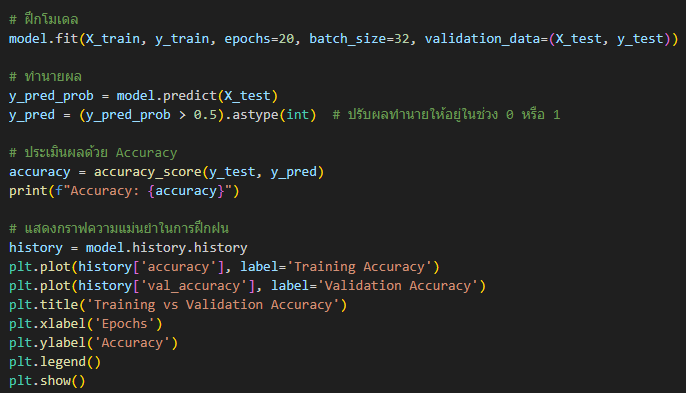 # ฝึกโมเดล
model.fit(X_train, y_train, epochs=20, batch_size=32, validation_data=(X_test, y_test))
# ทำนายผล
y_pred_prob = model.predict(X_test)
y_pred = (y_pred_prob > 0.5).astype(int)  # ปรับผลทำนายให้อยู่ในช่วง 0 หรือ 1
# ประเมินผลด้วย Accuracy
accuracy = accuracy_score(y_test, y_pred)
print(f"Accuracy: {accuracy}")
# แสดงกราฟความแม่นยำในการฝึกฝน
history = model.history.history
plt.plot(history['accuracy'], label='Training Accuracy')
plt.plot(history['val_accuracy'], label='Validation Accuracy')
plt.title('Training vs Validation Accuracy')
plt.xlabel('Epochs')
plt.ylabel('Accuracy')
plt.legend()
plt.show()